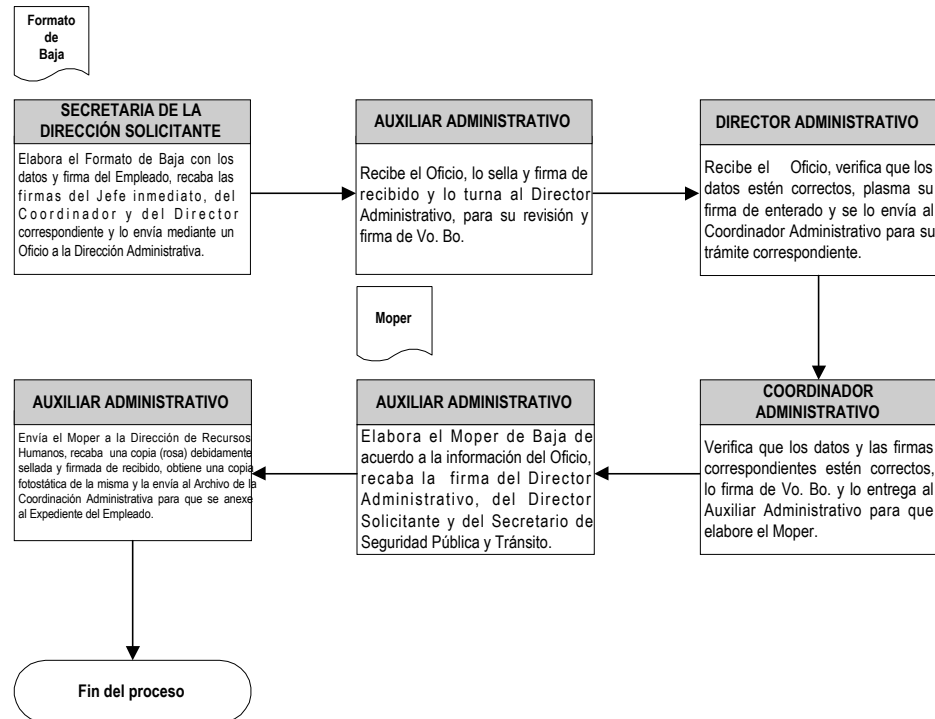 Formato
de
Baja
SECRETARIA DE LA
DIRECCIÓN SOLICITANTE
Elabora el Formato de Baja con los
datos y firma del Empleado, recaba las
firmas del Jefe inmediato, del
Coordinador y del Director
correspondiente y lo envía mediante un
Oficio a la Dirección Administrativa.
AUXILIAR ADMINISTRATIVO
Recibe el Oficio, lo sella y firma de
recibido y lo turna al Director
Administrativo, para su revisión y
firma de Vo. Bo.
DIRECTOR ADMINISTRATIVO
Recibe el Oficio, verifica que los
datos estén correctos, plasma su
firma de enterado y se lo envía al
Coordinador Administrativo para su
trámite correspondiente.
Moper
COORDINADOR
ADMINISTRATIVO
Verifica que los datos y las firmas
correspondientes estén correctos,
lo firma de Vo. Bo. y lo entrega al
Auxiliar Administrativo para que
elabore el Moper.
AUXILIAR ADMINISTRATIVO
Elabora el Moper de Baja de
acuerdo a la información del Oficio,
recaba la firma del Director
Administrativo, del Director
Solicitante y del Secretario de
Seguridad Pública y Tránsito.
AUXILIAR ADMINISTRATIVO
Envía el Moper a la Dirección de Recursos
Humanos, recaba una copia (rosa) debidamente
sellada y firmada de recibido, obtiene una copia
fotostática de la misma y la envía al Archivo de la
Coordinación Administrativa para que se anexe
al Expediente del Empleado.
Fin del proceso